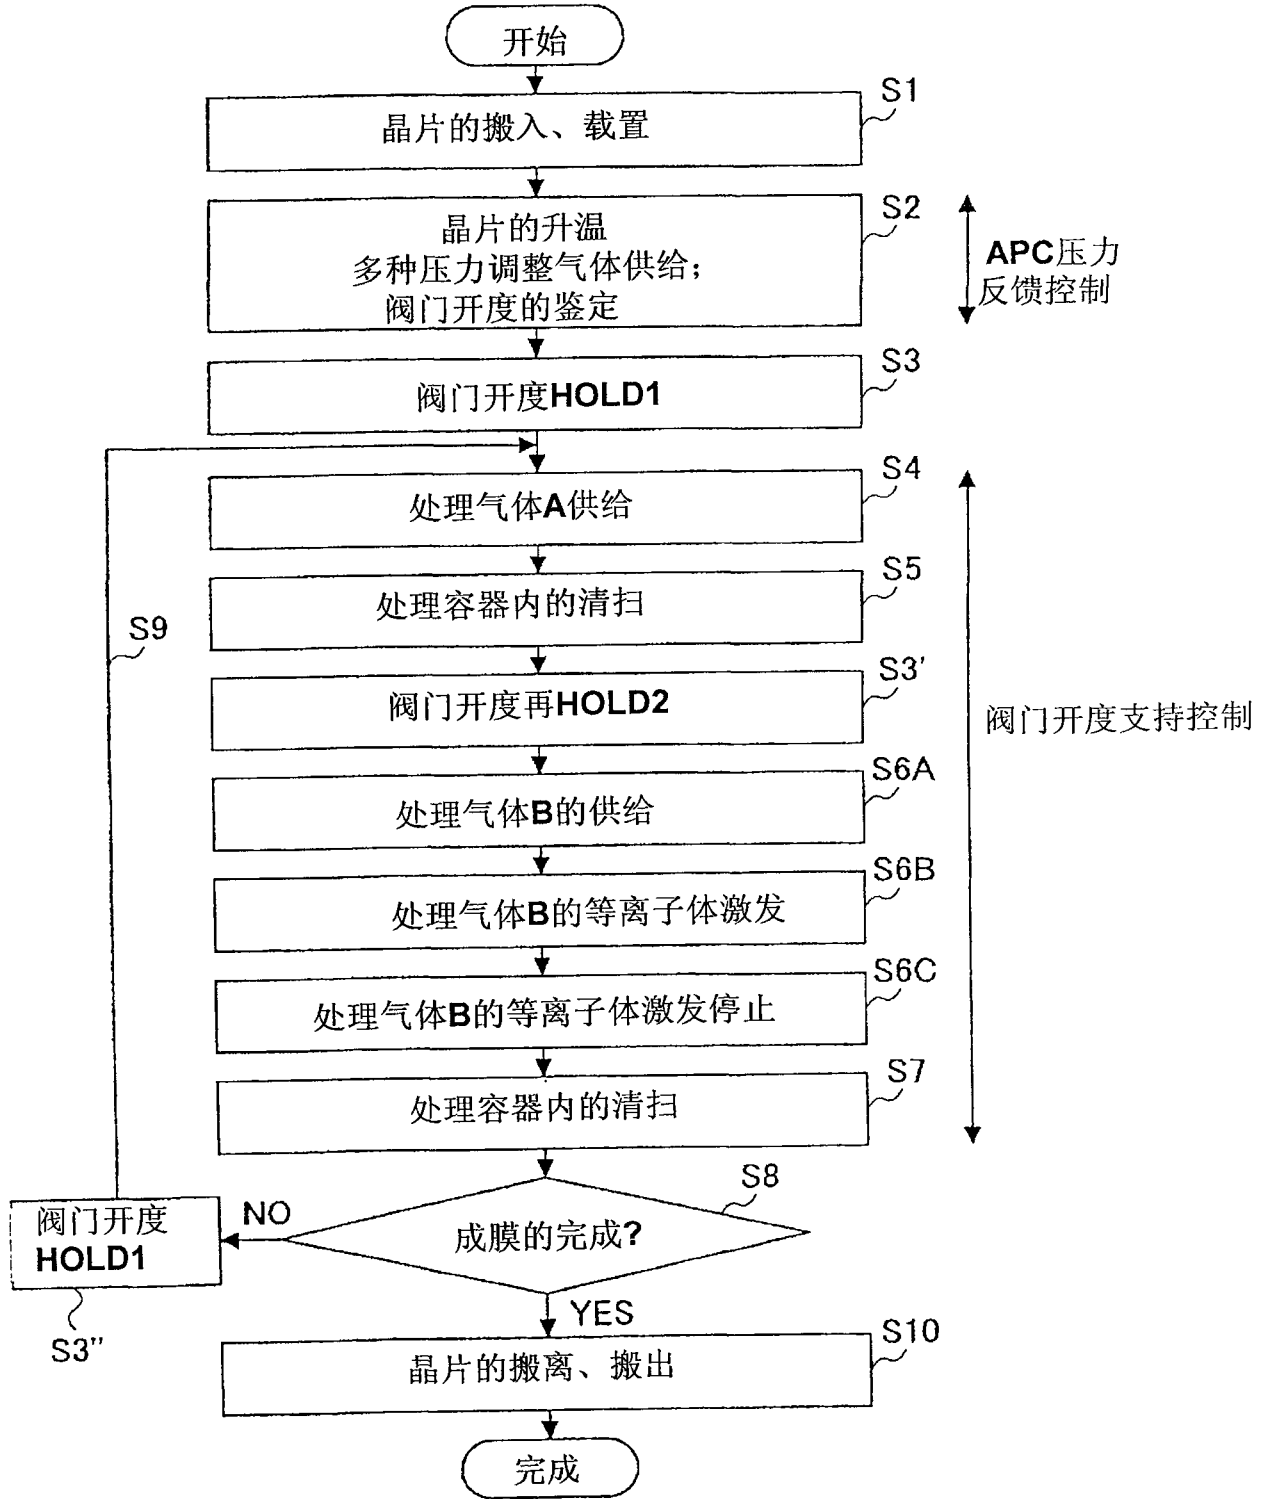 开始
S1
晶片的搬入、载置
S2
晶片的升温
多种压力调整气体供给；
阀门开度的鉴定
APC压力
反馈控制
S3
阀门开度HOLD1
S4
处理气体A供给
S5
处理容器内的清扫
S9
S3′
阀门开度再HOLD2
阀门开度支持控制
S6A
处理气体B的供给
S6B
处理气体B的等离子体激发
S6C
处理气体B的等离子体激发停止
S7
处理容器内的清扫
S8
成膜的完成?
NO
阀门开度
HOLD1
S3″
YES
S10
晶片的搬离、搬出
完成